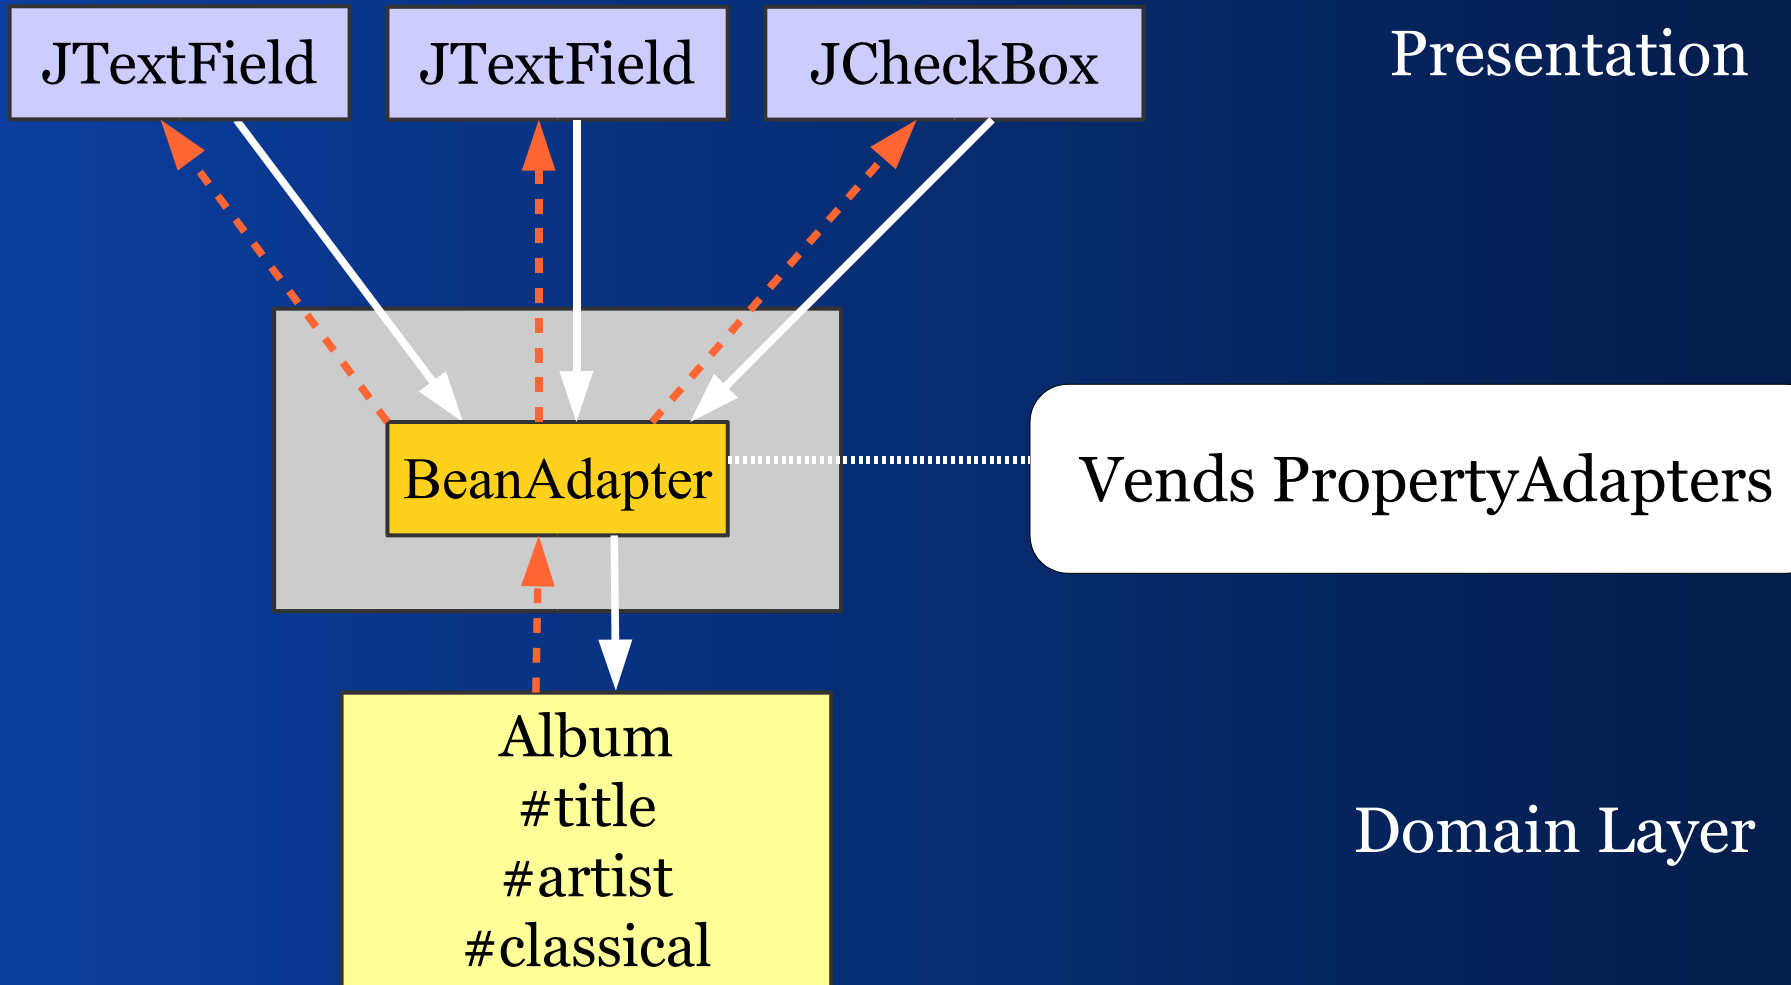 JTextField
JTextField
JCheckBox
Presentation
BeanAdapter
Vends PropertyAdapters
Album
#title
#artist
#classical
Domain Layer